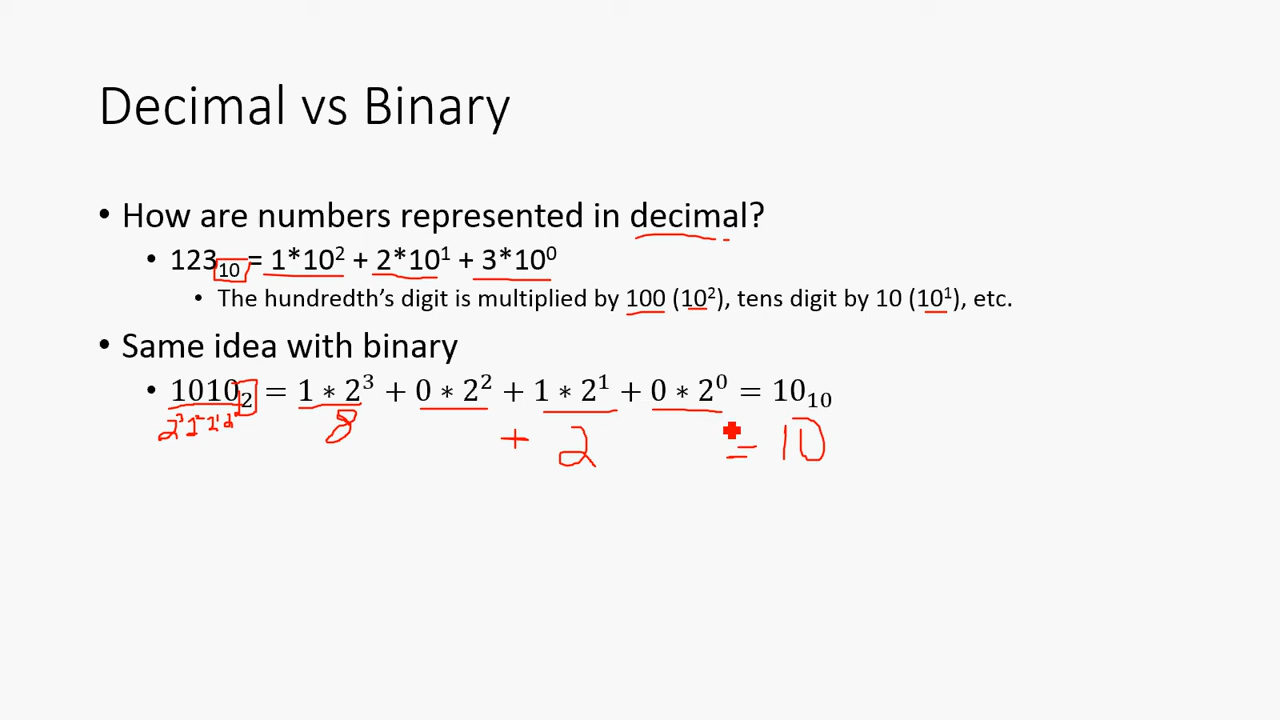 Decimal vs Binary
• How are numbers represented in decimal?
• 123₁₀ = 1*10² + 2*10¹ + 3*10⁰
• The hundredth's digit is multiplied by 100 (10²), tens digit by 10 (10¹), etc.
• Same idea with binary
• 1010₂ = 1 ∗ 2³ + 0 ∗ 2² + 1 ∗ 2¹ + 0 ∗ 2⁰ = 10₁₀
8 + 2 = 10